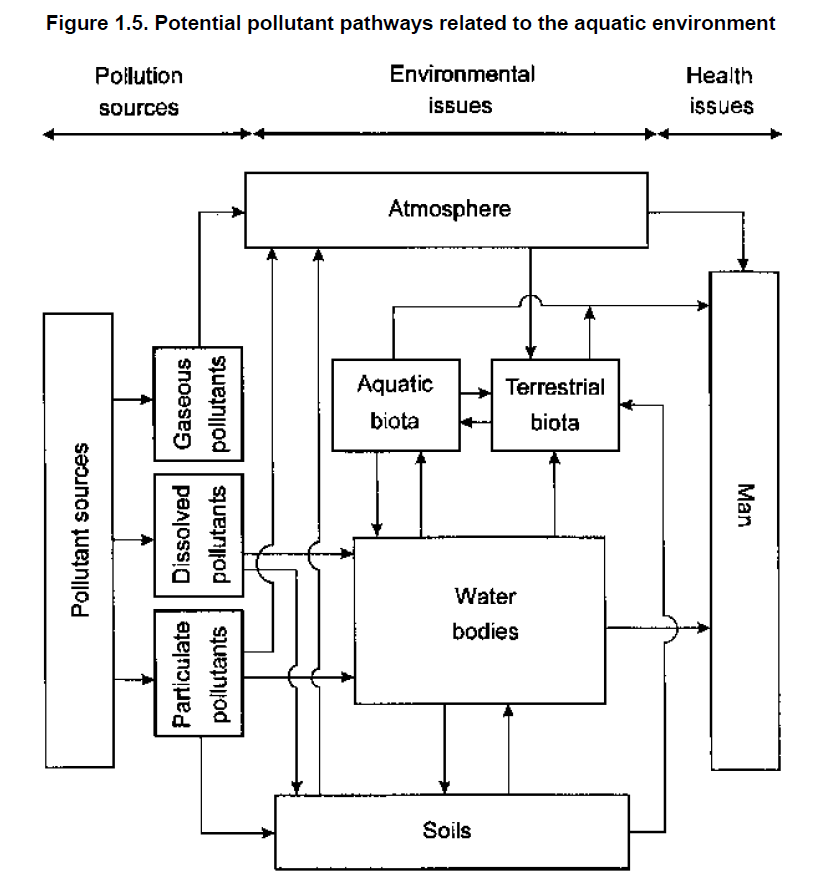 Figure 1.5. Potential pollutant pathways related to the aquatic environment
Pollution
sources
Environmental
issues
Health
issues
Atmosphere
Pollutant sources
Gaseous
pollutants
Dissolved
pollutants
Particulate
pollutants
Aquatic
biota
Terrestrial
biota
Water
bodies
Soils
Man